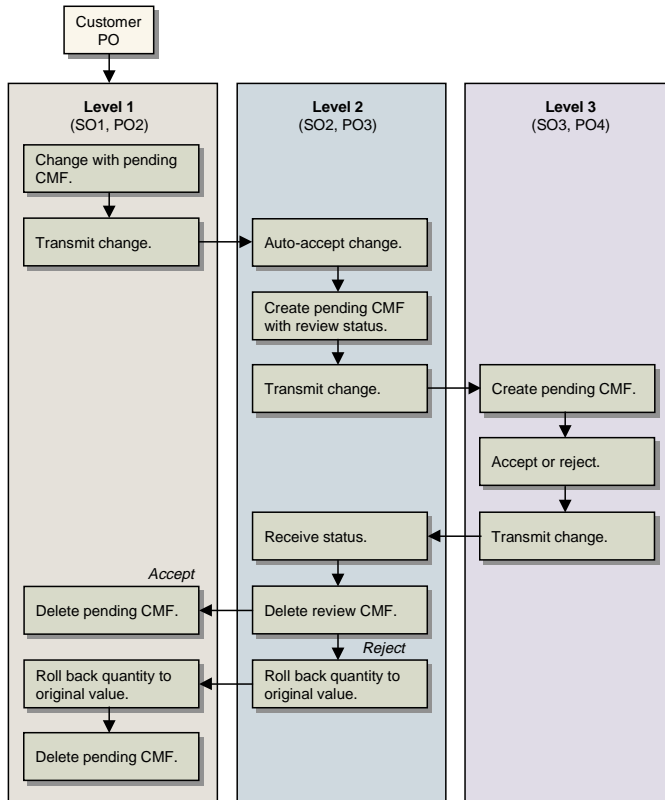 Customer
PO
Level 1
(SO1, PO2)
Level 2
(SO2, PO3)
Level 3
(SO3, PO4)
Change with pending
CMF.
Transmit change.
Auto-accept change.
Create pending CMF
with review status.
Transmit change.
Create pending CMF.
Accept or reject.
Receive status.
Transmit change.
Accept
Delete pending CMF.
Delete review CMF.
Reject
Roll back quantity to
original value.
Roll back quantity to
original value.
Delete pending CMF.